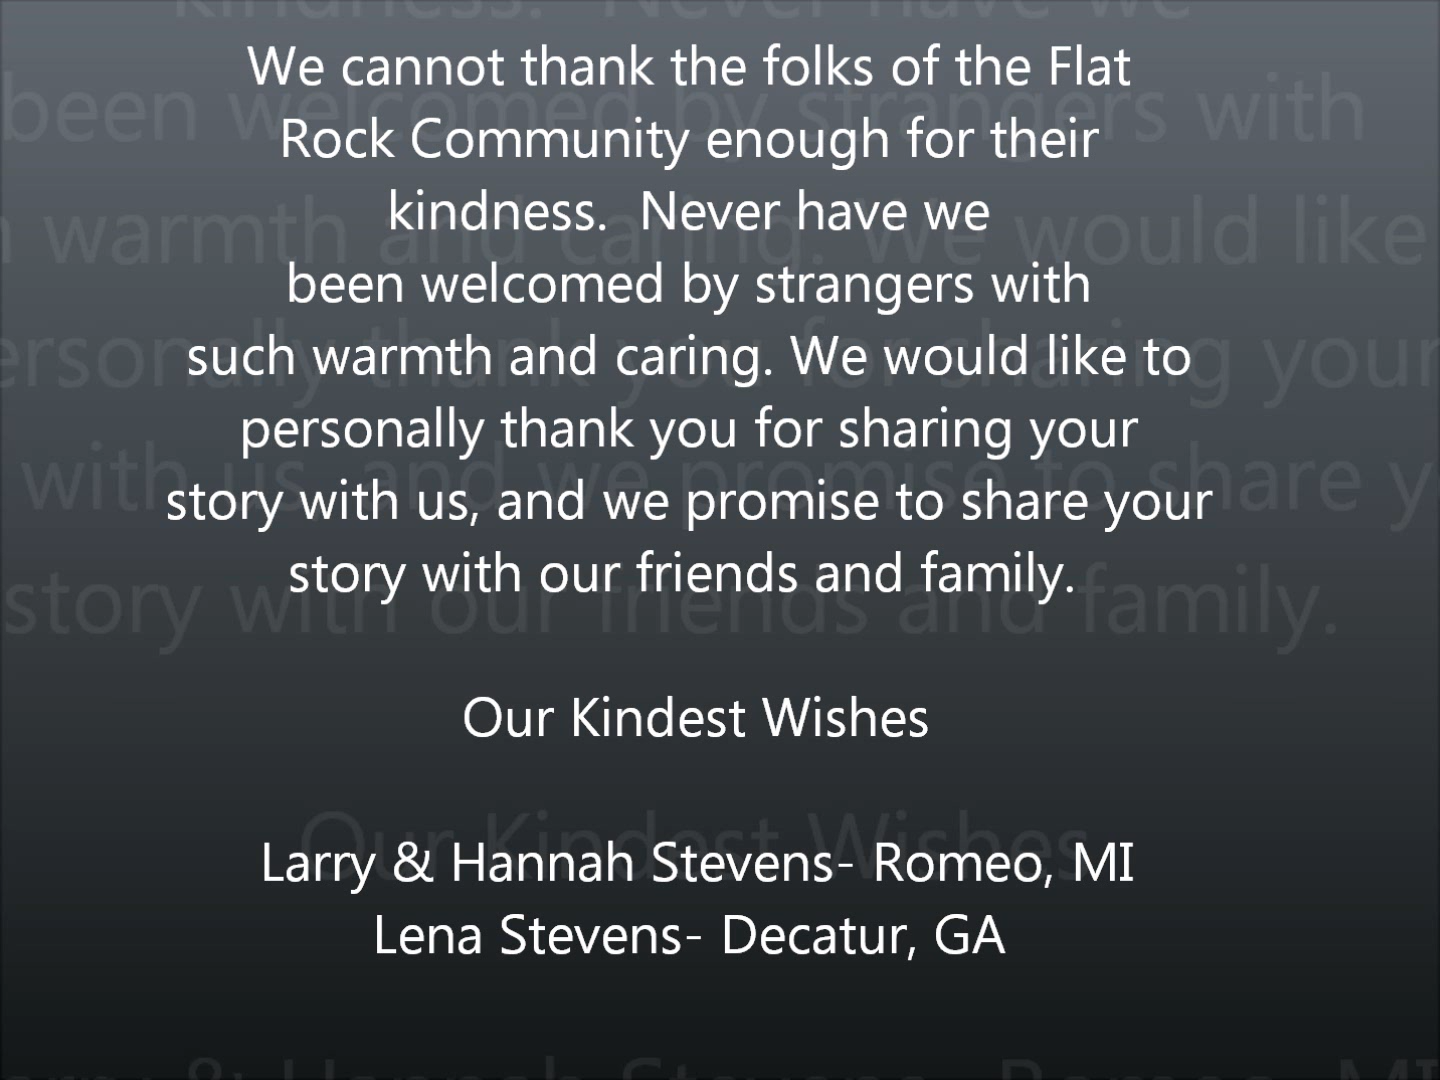 We cannot thank the folks of the Flat
Rock Community enough for their
kindness.  Never have we
been welcomed by strangers with
such warmth and caring. We would like to
personally thank you for sharing your
story with us, and we promise to share your
story with our friends and family.
Our Kindest Wishes
Larry & Hannah Stevens- Romeo, MI
Lena Stevens- Decatur, GA